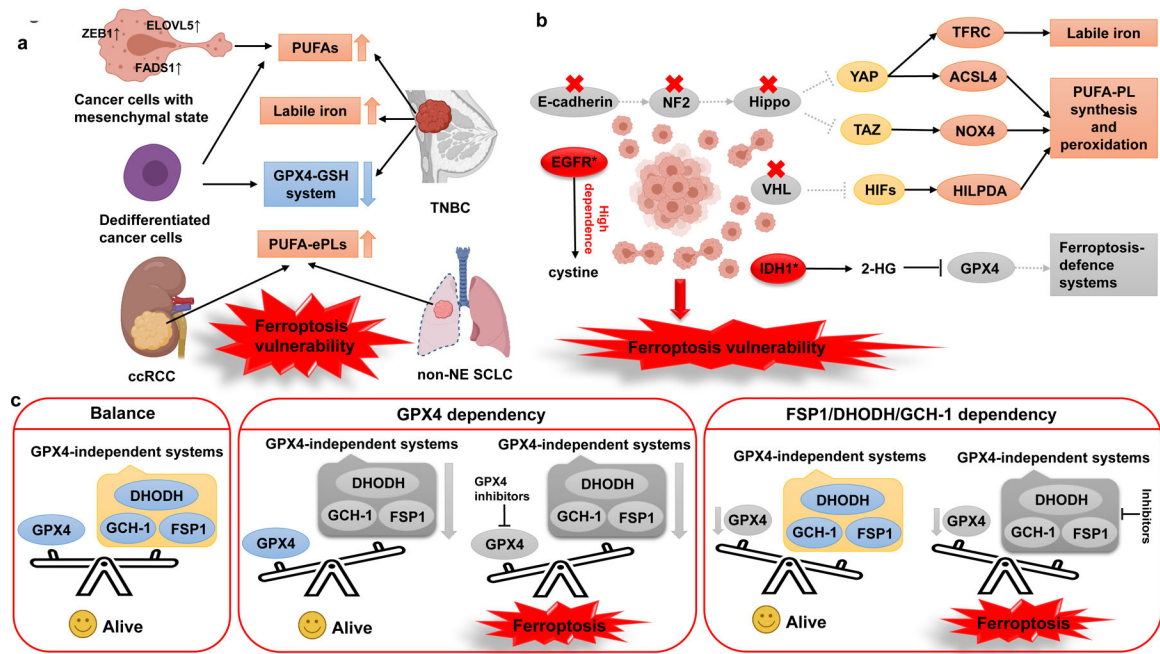 a
ZEB1↑
ELOVL5↑
FADS1↑
Cancer cells with
mesenchymal state
Dedifferentiated
cancer cells
PUFAs
Labile iron
GPX4-GSH
system
PUFA-ePLs
TNBC
ccRCC
Ferroptosis
vulnerability
non-NE SCLC
b
E-cadherin
NF2
Hippo
YAP
TAZ
TFRC
ACSL4
NOX4
Labile iron
PUFA-PL
synthesis
and
peroxidation
EGFR*
High
dependence
cystine
VHL
HIFs
HILPDA
IDH1*
2-HG
GPX4
Ferroptosis-
defence
systems
Ferroptosis vulnerability
c
Balance
GPX4-independent systems
DHODH
GCH-1
FSP1
GPX4
Alive
GPX4 dependency
GPX4-independent systems
DHODH
GCH-1
FSP1
GPX4
Alive
GPX4-independent systems
GPX4
inhibitors
DHODH
GCH-1
FSP1
GPX4
Ferroptosis
FSP1/DHODH/GCH-1 dependency
GPX4-independent systems
DHODH
GCH-1
FSP1
GPX4
Alive
GPX4-independent systems
DHODH
GCH-1
FSP1
GPX4
Inhibitors
Ferroptosis